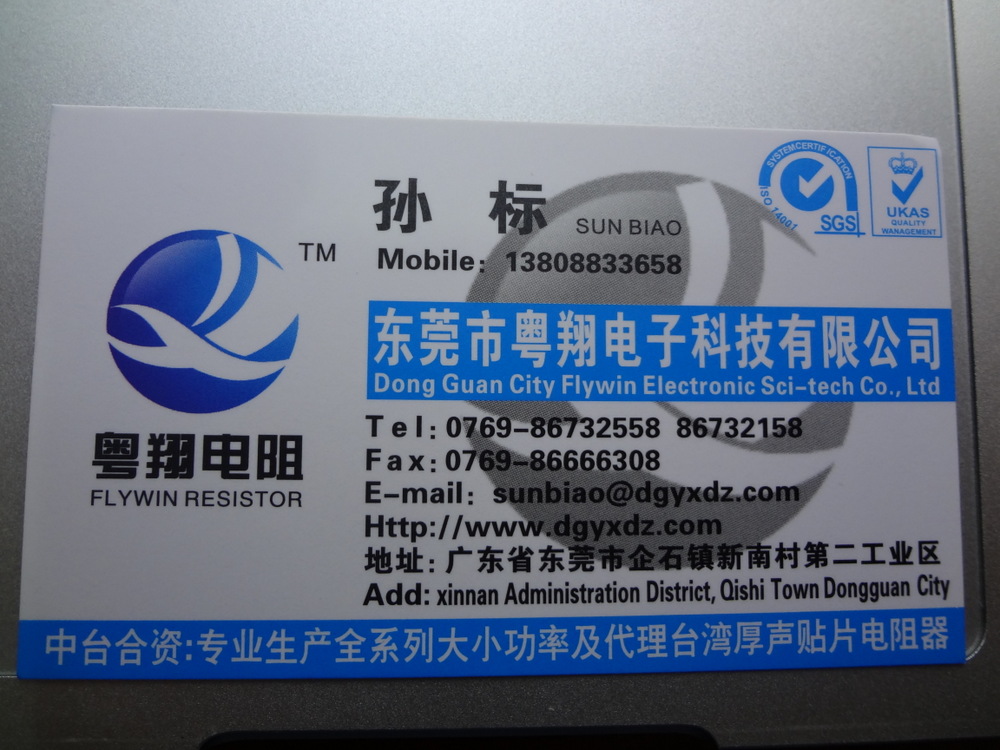 TM
粤翔电阻
FLYWIN RESISTOR
孙 标 SUN BIAO
Mobile: 13808833658
SYSTEM CERTIFICATION
ISO 14001
SGS
UKAS
QUALITY
MANAGEMENT
东莞市粤翔电子科技有限公司
Dong Guan City Flywin Electronic Sci-tech Co., Ltd
Tel: 0769-86732558 86732158
Fax: 0769-86666308
E-mail: sunbiao@dgyxdz.com
Http://www.dgyxdz.com
地址: 广东省东莞市企石镇新南村第二工业区
Add: xinnan Administration District, Qishi Town Dongguan City
中台合资:专业生产全系列大小功率及代理台湾厚声贴片电阻器